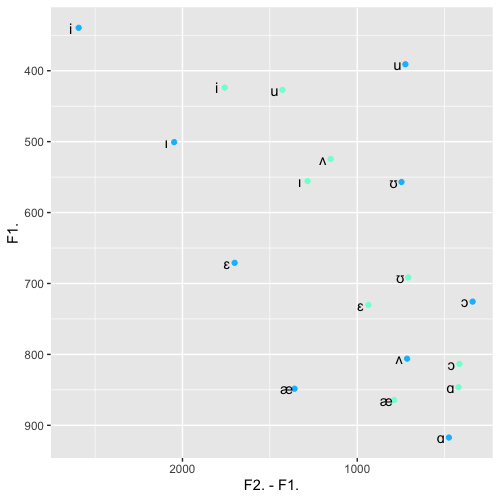 i
u
400.
i
u
500.
ɪ
ʌ
ɪ
ʊ
600.
F1.
ɛ
700.
ʊ
ɛ
ɔ
800.
ʌ
ɔ
æ
ɑ
æ
900.
ɑ
2000
1000
F2. - F1.